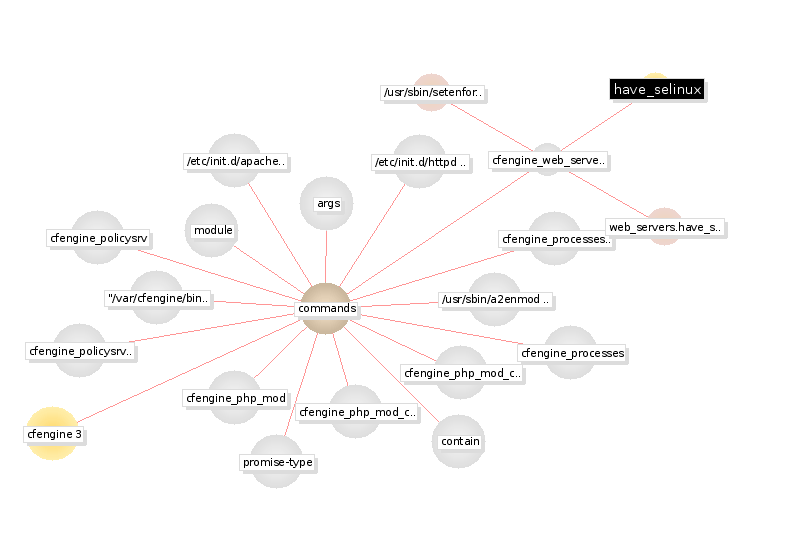 /usr/sbin/setenfor..
have_selinux
/etc/init.d/apache..
/etc/init.d/httpd ..
cfengine_web_serve..
args
module
web_servers.have_s..
cfengine_policysrv
cfengine_processes..
"/var/cfengine/bin..
/usr/sbin/a2enmod ..
commands
cfengine_policysrv..
cfengine_processes
cfengine_php_mod_c..
cfengine_php_mod
cfengine_php_mod_c..
cfengine 3
contain
promise-type